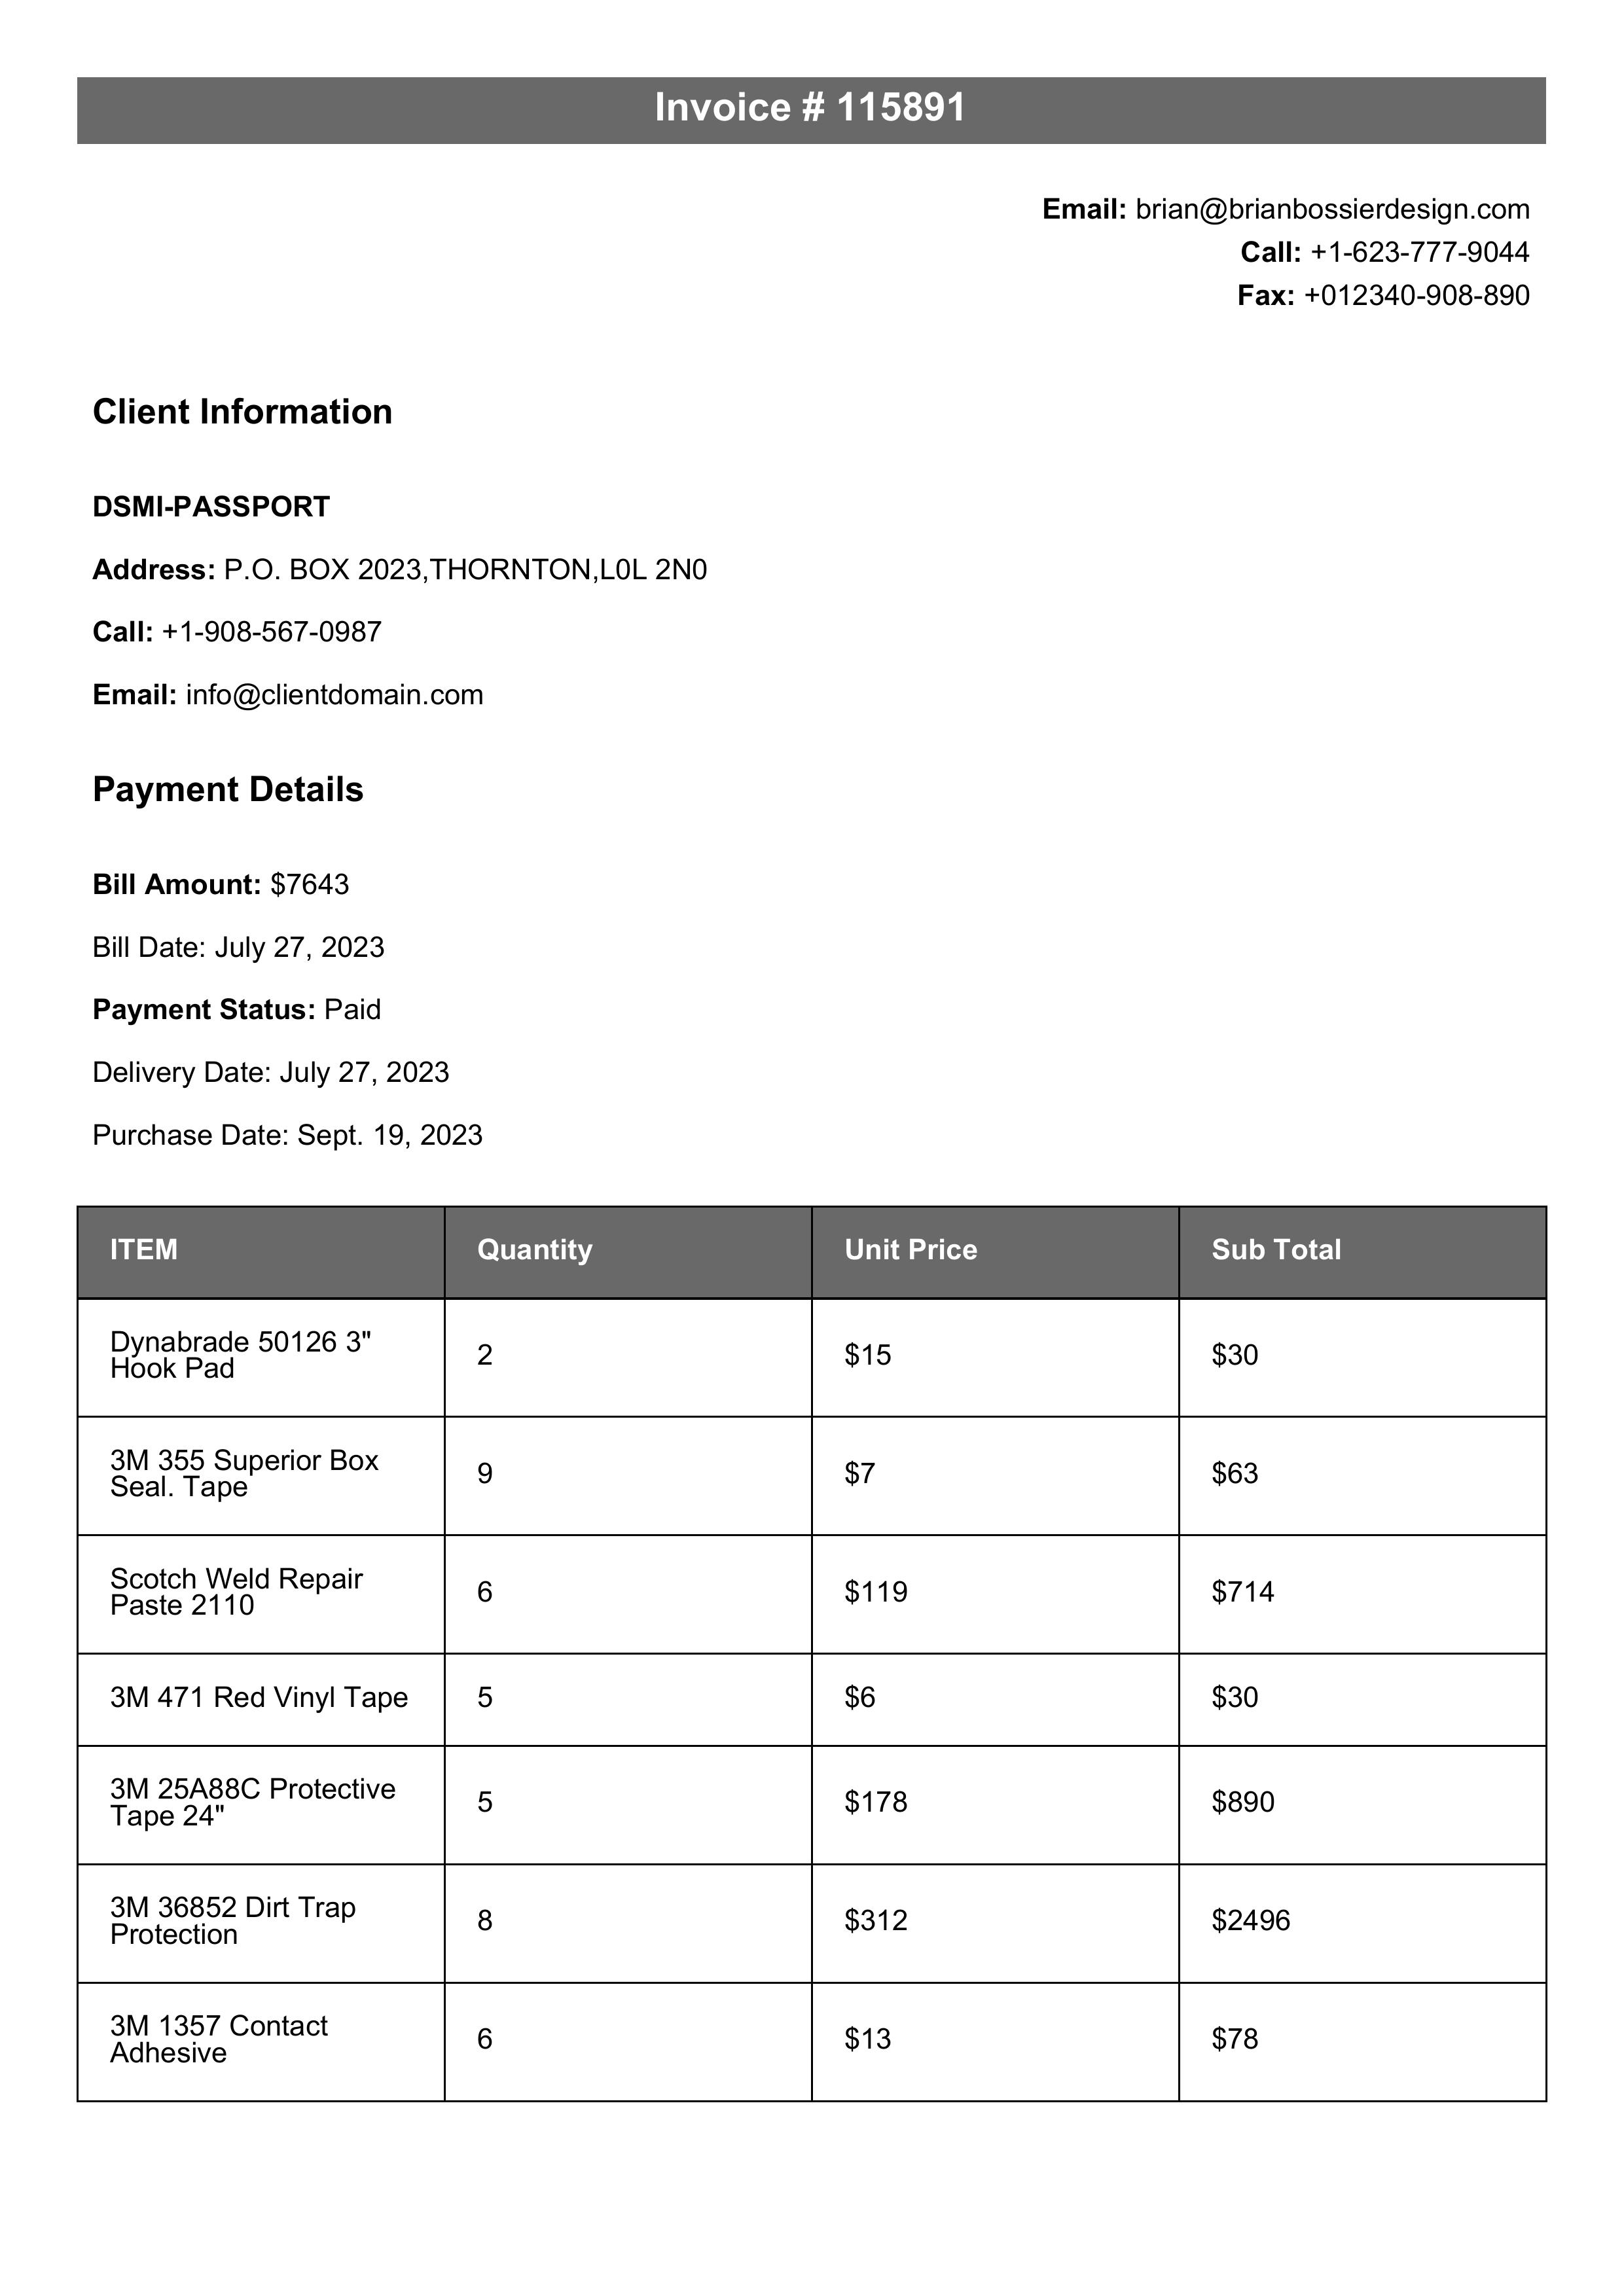 Invoice # 115891
Email: brian@brianbossierdesign.com
Call: +1-623-777-9044
Fax: +012340-908-890
Client Information
DSMI-PASSPORT
Address: P.O. BOX 2023,THORNTON,L0L 2N0
Call: +1-908-567-0987
Email: info@clientdomain.com
Payment Details
Bill Amount: $7643
Bill Date: July 27, 2023
Payment Status: Paid
Delivery Date: July 27, 2023
Purchase Date: Sept. 19, 2023
ITEM Quantity Unit Price Sub Total
Dynabrade 50126 3"
Hook Pad 2 $15 $30
3M 355 Superior Box
Seal. Tape 9 $7 $63
Scotch Weld Repair
Paste 2110 6 $119 $714
3M 471 Red Vinyl Tape 5 $6 $30
3M 25A88C Protective
Tape 24" 5 $178 $890
3M 36852 Dirt Trap
Protection 8 $312 $2496
3M 1357 Contact
Adhesive 6 $13 $78